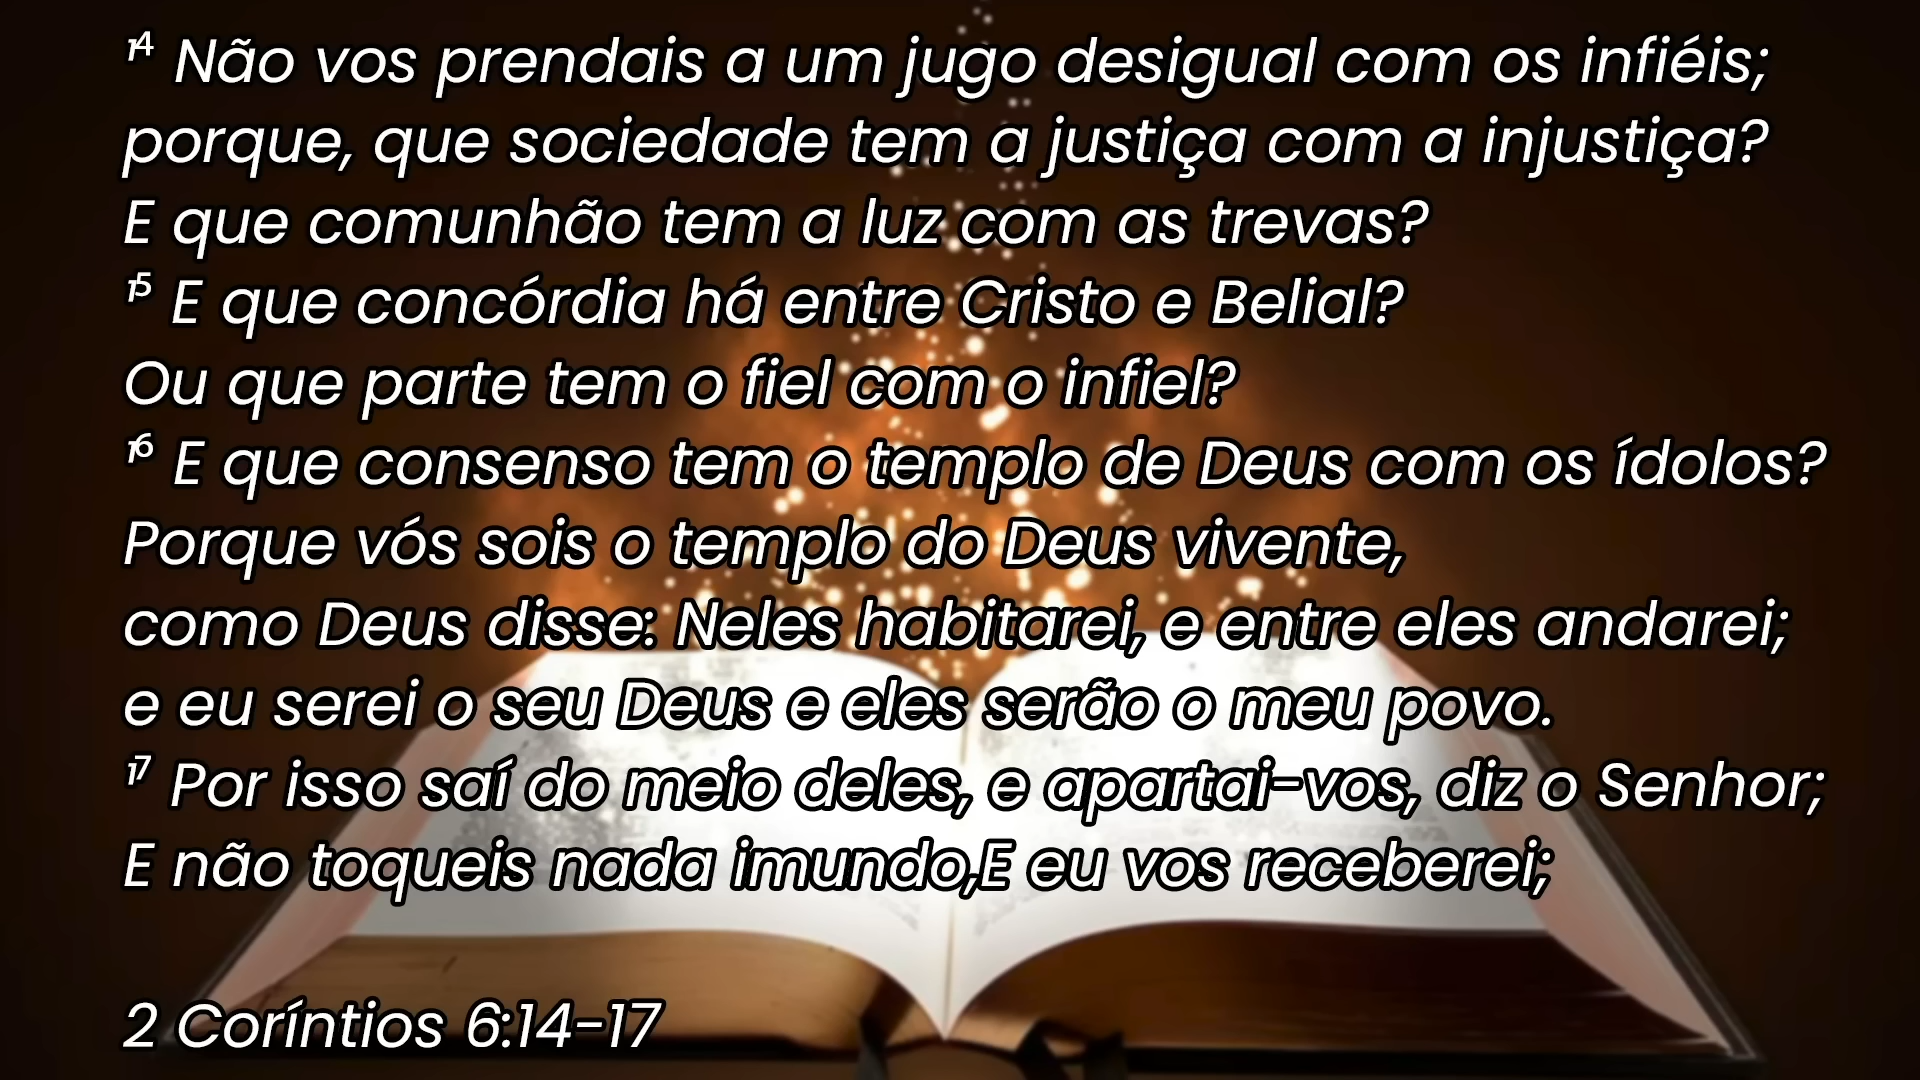 ¹⁴ Não vos prendais a um jugo desigual com os infiéis;
porque, que sociedade tem a justiça com a injustiça?
E que comunhão tem a luz com as trevas?
¹⁵ E que concórdia há entre Cristo e Belial?
Ou que parte tem o fiel com o infiel?
¹⁶ E que consenso tem o templo de Deus com os ídolos?
Porque vós sois o templo do Deus vivente,
como Deus disse: Neles habitarei, e entre eles andarei;
e eu serei o seu Deus e eles serão o meu povo.
¹⁷ Por isso saí do meio deles, e apartai-vos, diz o Senhor;
E não toqueis nada imundo,E eu vos receberei;
2 Coríntios 6:14-17